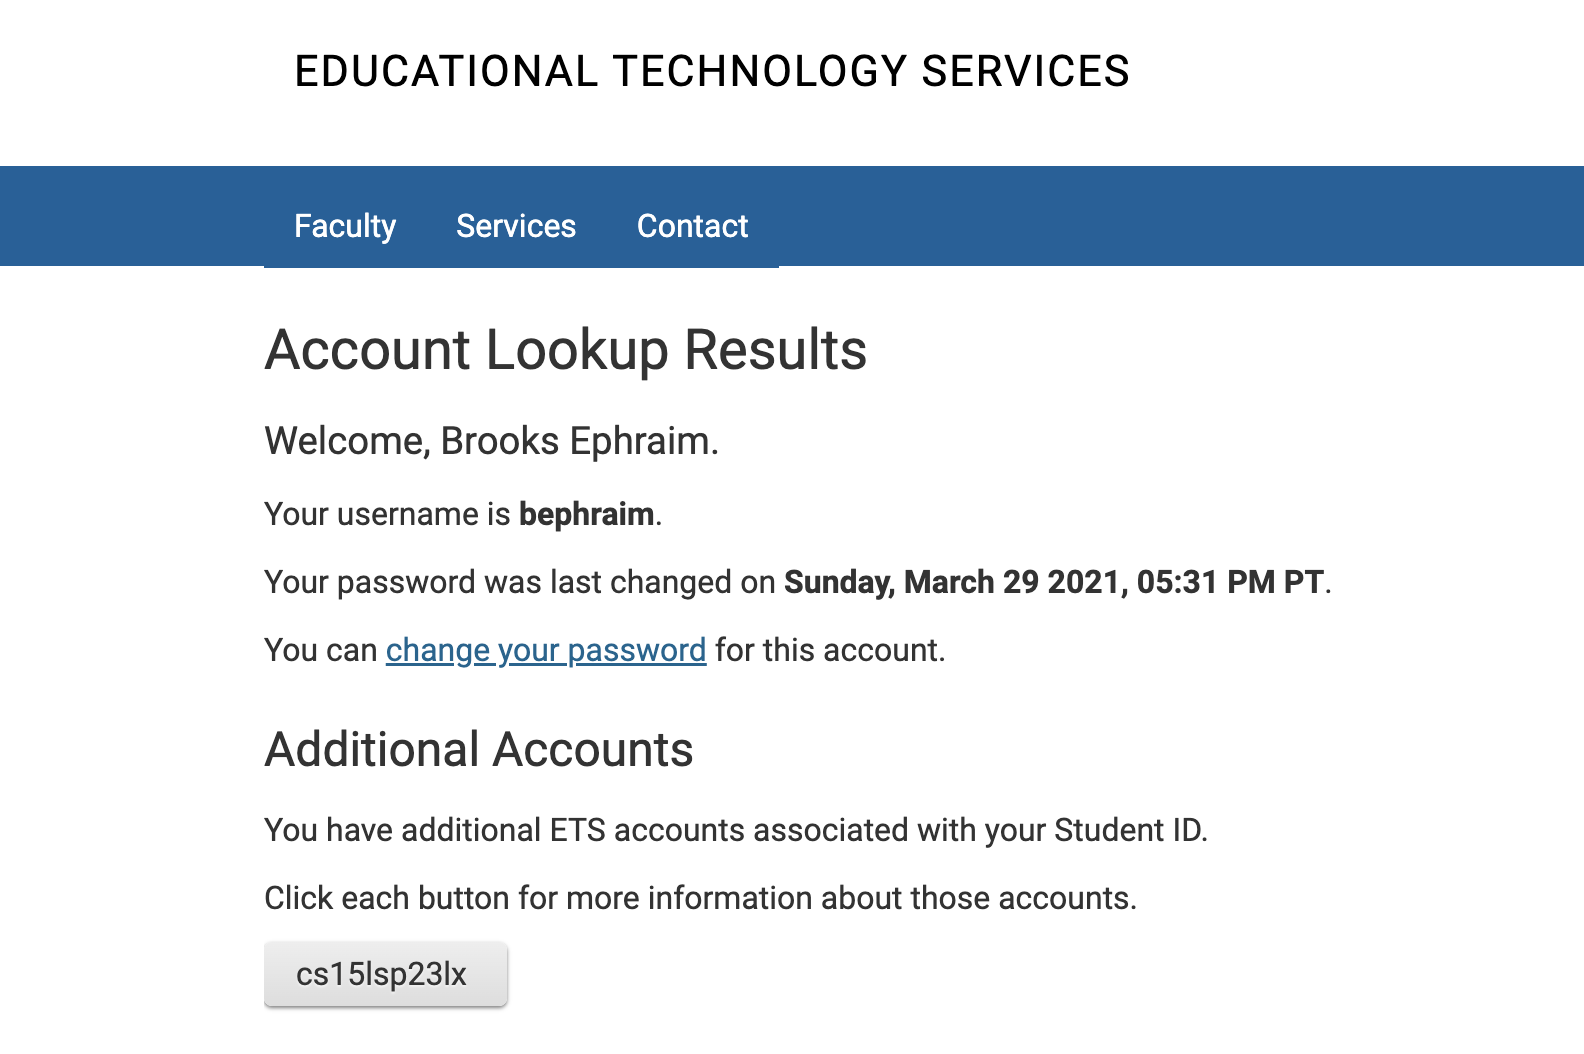 EDUCATIONAL TECHNOLOGY SERVICES
Faculty Services Contact
Account Lookup Results
Welcome, Brooks Ephraim.
Your username is bephraim.
Your password was last changed on Sunday, March 29 2021, 05:31 PM PT.
You can change your password for this account.
Additional Accounts
You have additional ETS accounts associated with your Student ID.
Click each button for more information about those accounts.
cs15lsp23lx